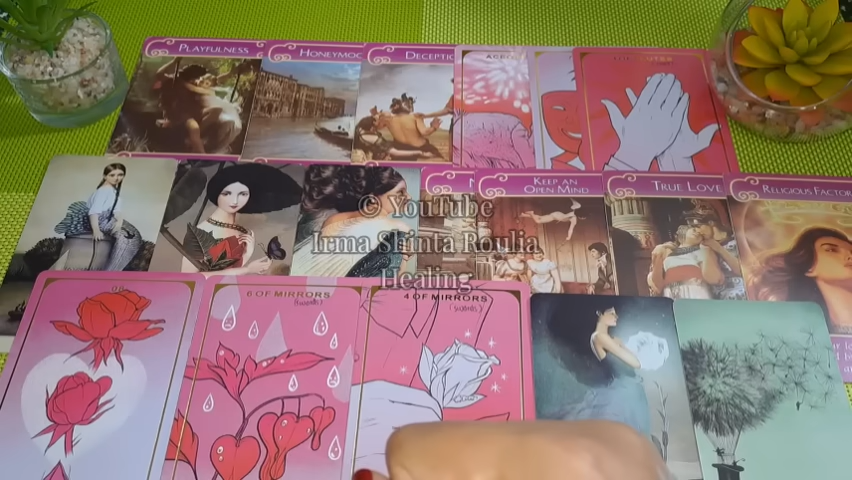 PLAYFULNESS
HONEYMOO
DECEPTIO
KEEP AN
OPEN MIND
TRUE LOVE
RELIGIOUS FACTOR
© YouTube
Irma Shinta Roulia
Healing
6 OF MIRRORS
4 OF MIRRORS